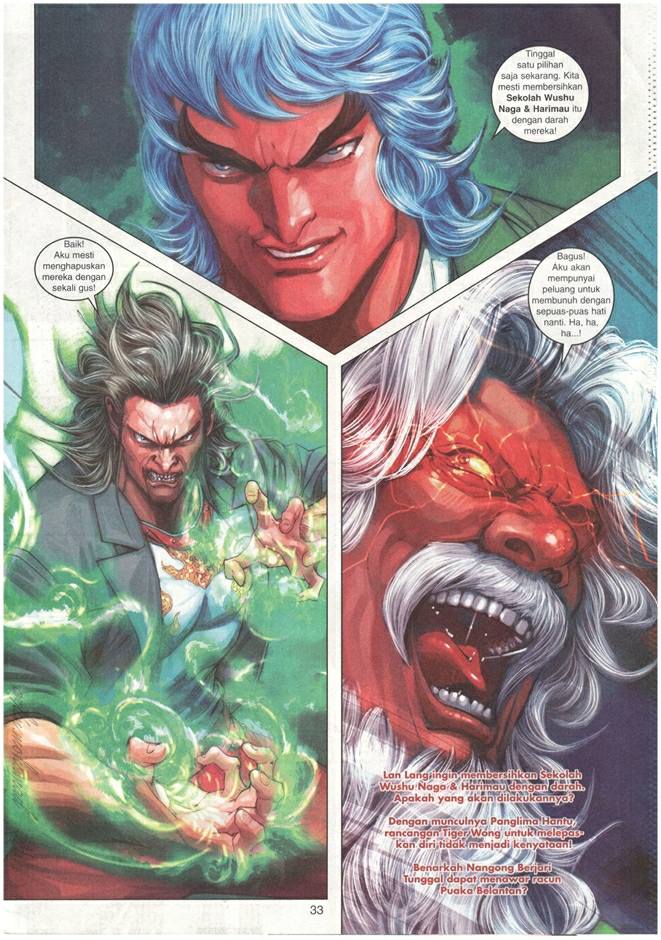 Tinggal
satu pilihan
saja sekarang. Kita
mesti membersihkan
Sekolah Wushu
Naga & Harimau itu
dengan darah
mereka!
Baik!
Aku mesti
menghapuskan
mereka dengan
sekali gus!
Bagus!
Aku akan
mempunyai
peluang untuk
membunuh dengan
sepuas-puas hati
nanti. Ha, ha,
ha...!
Lan Lang ingin membersihkan Sekolah
Wushu Naga & Harimau dengan darah.
Apakah yang akan dilakukannya?
Dengan munculnya Panglima Hantu,
rancangan Tiger Wong untuk melepas-
kan diri tidak menjadi kenyataan!
Benarkah Nangong Berjari
Tunggal dapat menawar racun
Puaka Belantan?
33